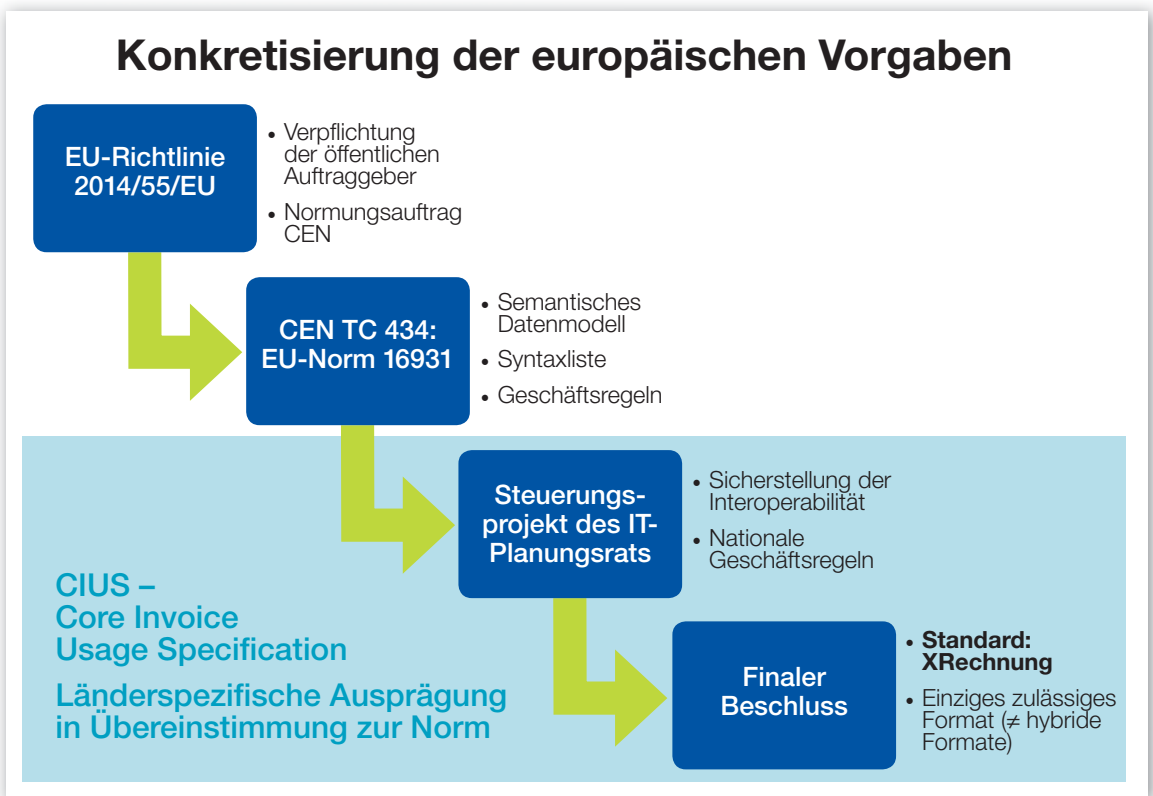 Konkretisierung der europäischen Vorgaben
EU-Richtlinie
2014/55/EU
• Verpflichtung
der öffentlichen
Auftraggeber
• Normungsauftrag
CEN
CEN TC 434:
EU-Norm 16931
• Semantisches
Datenmodell
• Syntaxliste
• Geschäftsregeln
Steuerungs-
projekt des IT-
Planungsrats
• Sicherstellung der
Interoperabilität
• Nationale
Geschäftsregeln
CIUS –
Core Invoice
Usage Specification
Länderspezifische Ausprägung
in Übereinstimmung zur Norm
Finaler
Beschluss
• Standard:
XRechnung
• Einziges zulässiges
Format (≠ hybride
Formate)